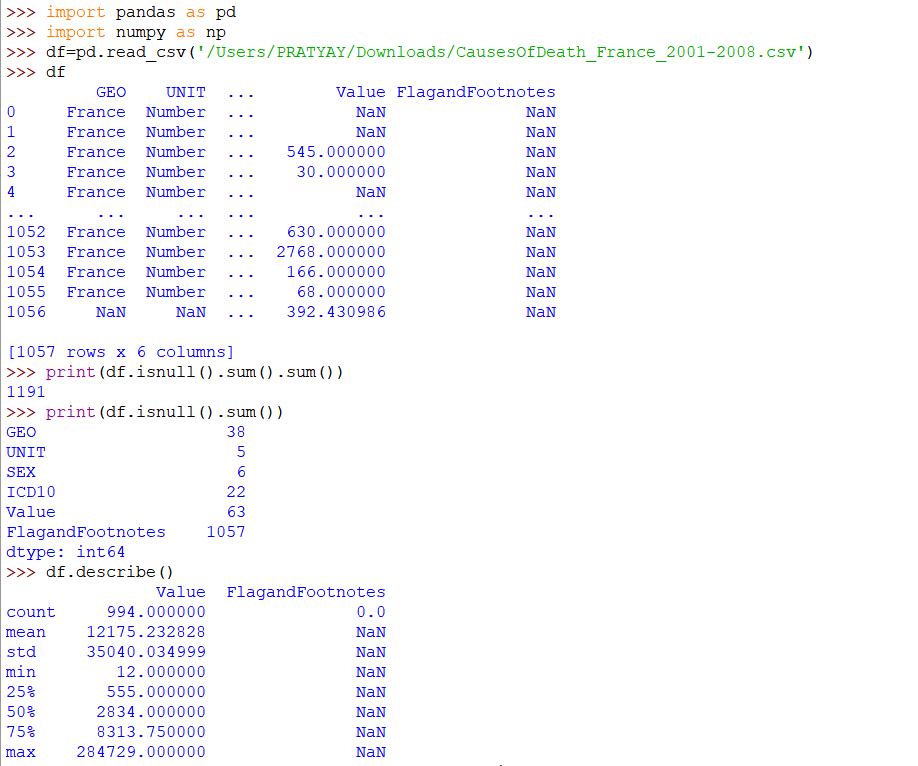 >>> import pandas as pd
>>> import numpy as np
>>> df=pd.read_csv('/Users/PRATYAY/Downloads/CausesOfDeath_France_2001-2008.csv')
>>> df
         GEO    UNIT  ...        Value FlagandFootnotes
0     France  Number  ...          NaN              NaN
1     France  Number  ...          NaN              NaN
2     France  Number  ...   545.000000              NaN
3     France  Number  ...    30.000000              NaN
4     France  Number  ...          NaN              NaN
...      ...     ...  ...          ...              ...
1052  France  Number  ...   630.000000              NaN
1053  France  Number  ...  2768.000000              NaN
1054  France  Number  ...   166.000000              NaN
1055  France  Number  ...    68.000000              NaN
1056     NaN     NaN  ...   392.430986              NaN

[1057 rows x 6 columns]
>>> print(df.isnull().sum().sum())
1191
>>> print(df.isnull().sum())
GEO                   38
UNIT                   5
SEX                    6
ICD10                 22
Value                 63
FlagandFootnotes    1057
dtype: int64
>>> df.describe()
               Value  FlagandFootnotes
count     994.000000               0.0
mean    12175.232828               NaN
std     35040.034999               NaN
min        12.000000               NaN
25%       555.000000               NaN
50%      2834.000000               NaN
75%      8313.750000               NaN
max    284729.000000               NaN